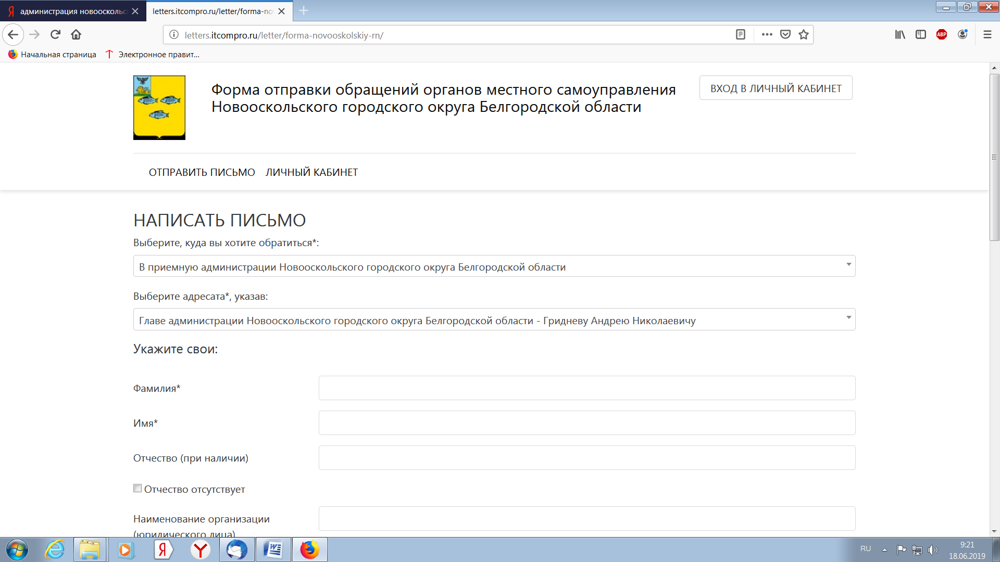 администрация новооскольс
letters.itcompro.ru/letter/forma-no
letters.itcompro.ru/letter/forma-novooskolskiy-rn/
ABP
Начальная страница
Электронное правит...
Форма отправки обращений органов местного самоуправления
Новооскольского городского округа Белгородской области
ВХОД В ЛИЧНЫЙ КАБИНЕТ
ОТПРАВИТЬ ПИСЬМО
ЛИЧНЫЙ КАБИНЕТ
НАПИСАТЬ ПИСЬМО
Выберите, куда вы хотите обратиться*:
В приемную администрации Новооскольского городского округа Белгородской области
Выберите адресата*, указав:
Главе администрации Новооскольского городского округа Белгородской области - Гридневу Андрею Николаевичу
Укажите свои:
Фамилия*
Имя*
Отчество (при наличии)
Отчество отсутствует
Наименование организации
(юридического лица)
RU
9:21
18.06.2019